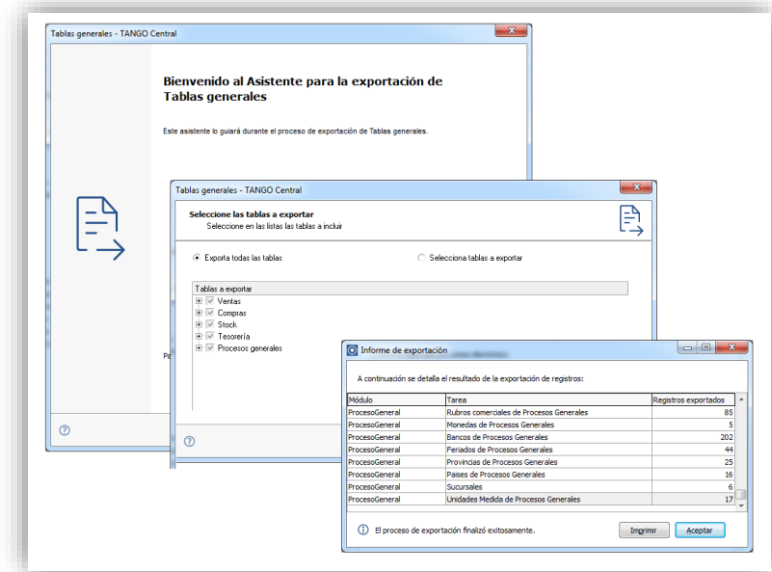 Tablas generales - TANGO Central
Bienvenido al Asistente para la exportación de
Tablas generales
Este asistente lo guiará durante el proceso de exportación de Tablas generales.
Tablas generales - TANGO Central
Seleccione las tablas a exportar
Seleccione en las listas las tablas a incluir
Exporta todas las tablas
Selecciona tablas a exportar
Tablas a exportar
Ventas
Compras
Stock
Tesorería
Procesos generales
Informe de exportación
A continuación se detalla el resultado de la exportación de registros:
Módulo Tarea Registros exportados
ProcesoGeneral Rubros comerciales de Procesos Generales 85
ProcesoGeneral Monedas de Procesos Generales 5
ProcesoGeneral Bancos de Procesos Generales 202
ProcesoGeneral Feriados de Procesos Generales 44
ProcesoGeneral Provincias de Procesos Generales 25
ProcesoGeneral Paises de Procesos Generales 16
ProcesoGeneral Sucursales 6
ProcesoGeneral Unidades Medida de Procesos Generales 17
El proceso de exportación finalizó exitosamente.
Imprimir
Aceptar